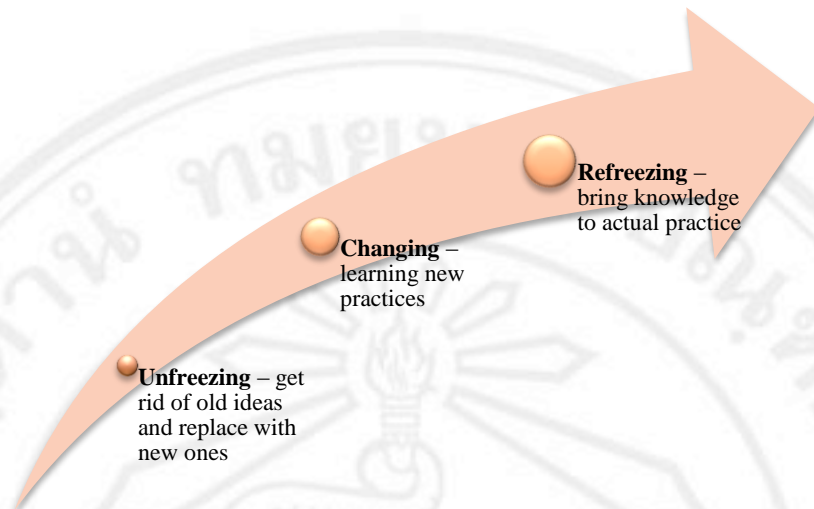 Refreezing –
bring knowledge
to actual practice
Changing –
learning new
practices
Unfreezing – get
rid of old ideas
and replace with
new ones